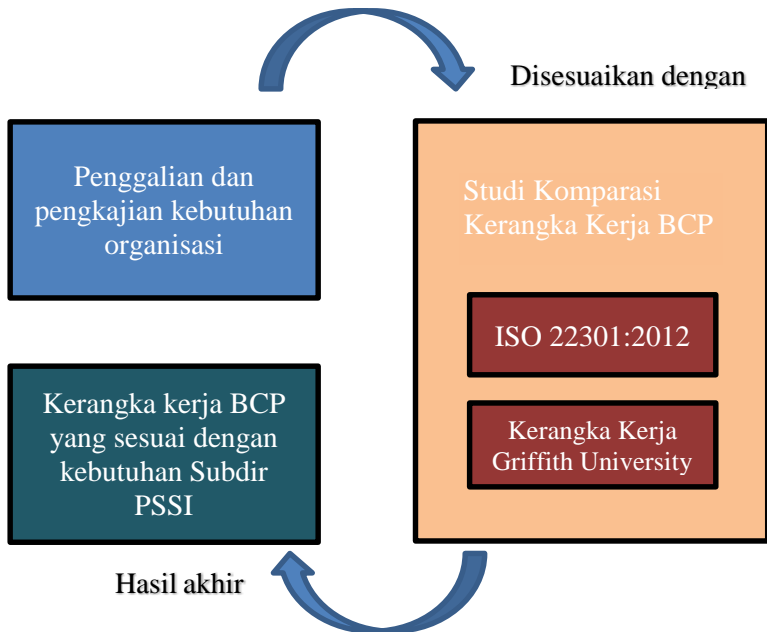 Disesuaikan dengan
Penggalian dan
pengkajian kebutuhan
organisasi
Studi Komparasi
Kerangka Kerja BCP
ISO 22301:2012
Kerangka Kerja
Griffith University
Kerangka kerja BCP
yang sesuai dengan
kebutuhan Subdir
PSSI
Hasil akhir